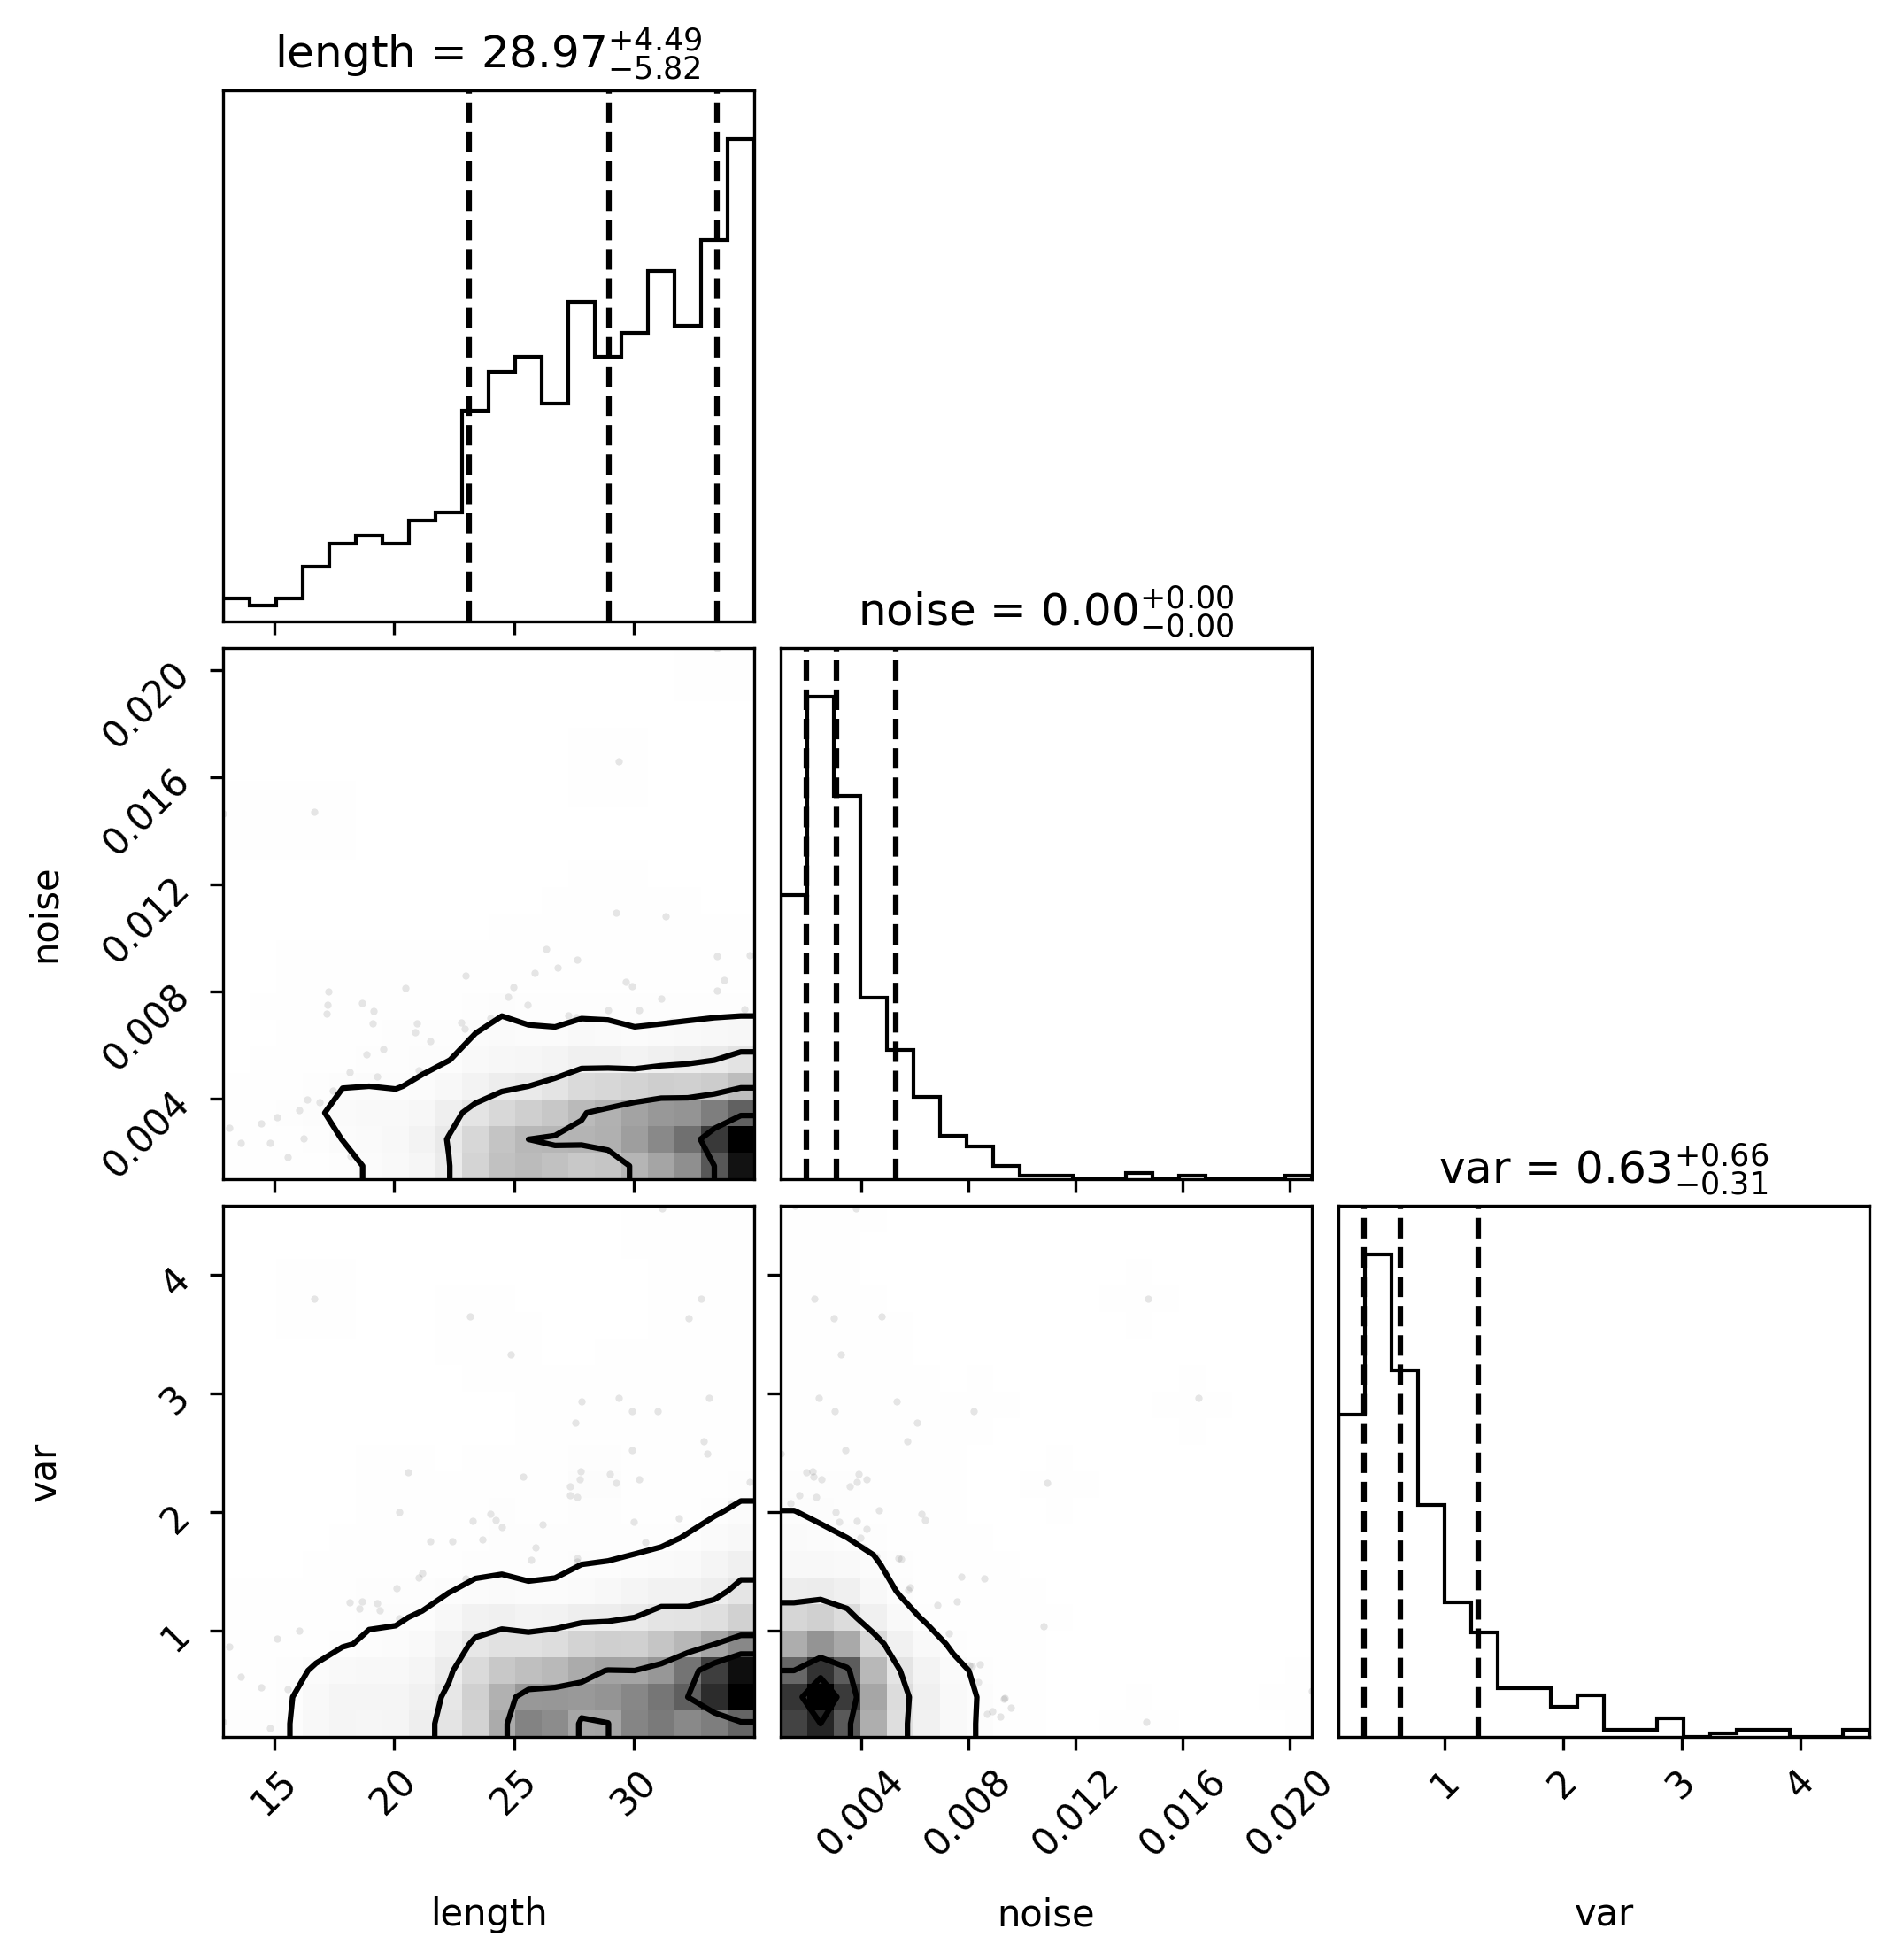 length = 28.97+4.49−5.82
noise = 0.00+0.00−0.00
0.020
0.016
0.012
0.008
0.004
noise
var = 0.63+0.66−0.31
4
3
2
1
var
15 20 25 30
0.004 0.008 0.012 0.016 0.020
1 2 3 4
length noise var